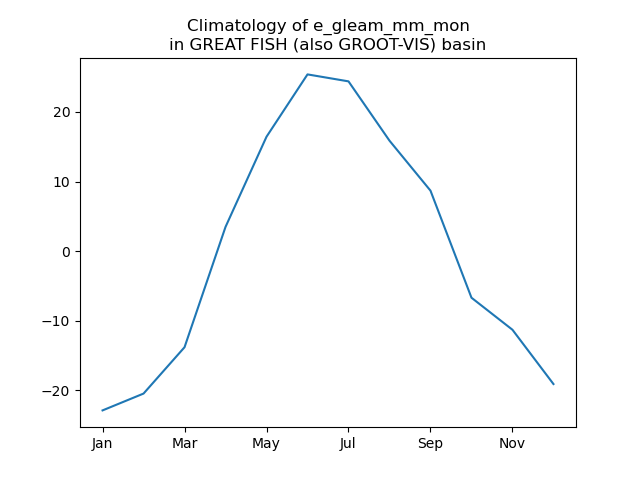 Climatology of e_gleam_mm_mon
in GREAT FISH (also GROOT-VIS) basin
20
10
0
−10
−20
Jan Mar May Jul Sep Nov